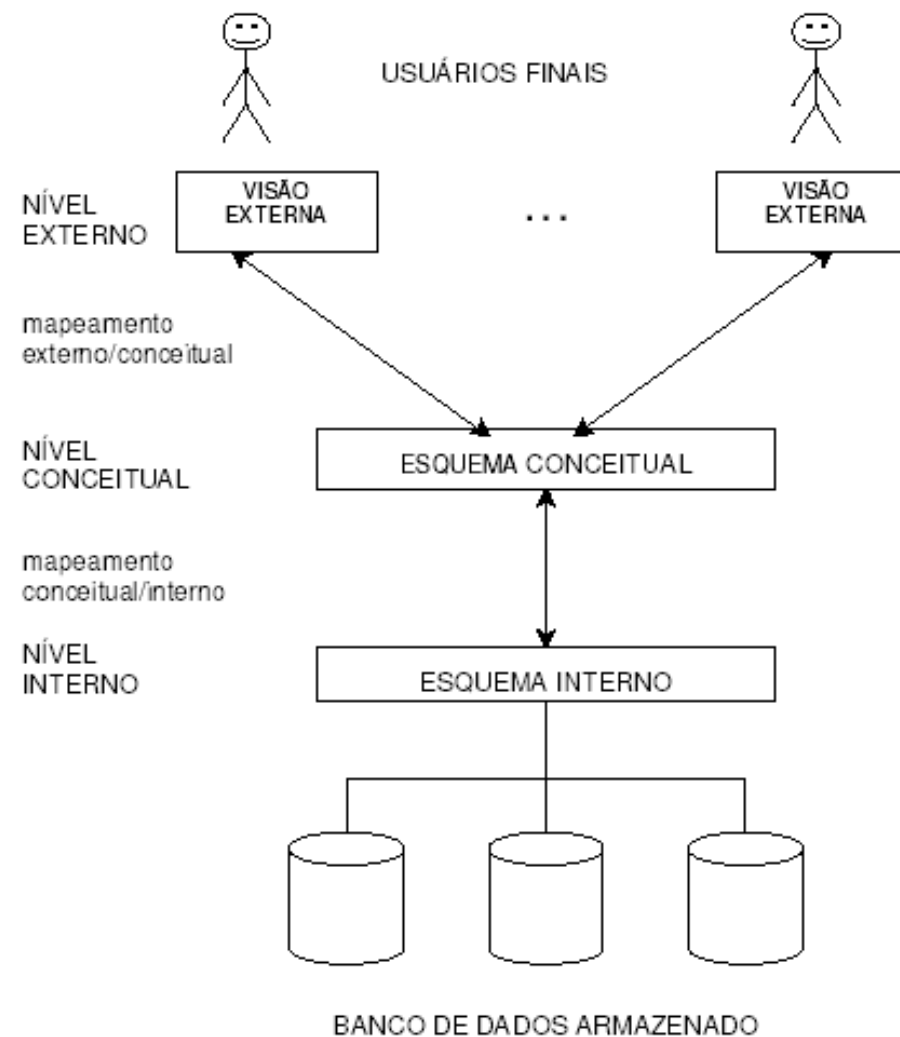 USUÁRIOS FINAIS
NÍVEL
EXTERNO
VISÃO
EXTERNA
...
VISÃO
EXTERNA
mapeamento
externo/conceitual
NÍVEL
CONCEITUAL
ESQUEMA CONCEITUAL
mapeamento
conceitual/interno
NÍVEL
INTERNO
ESQUEMA INTERNO
BANCO DE DADOS ARMAZENADO